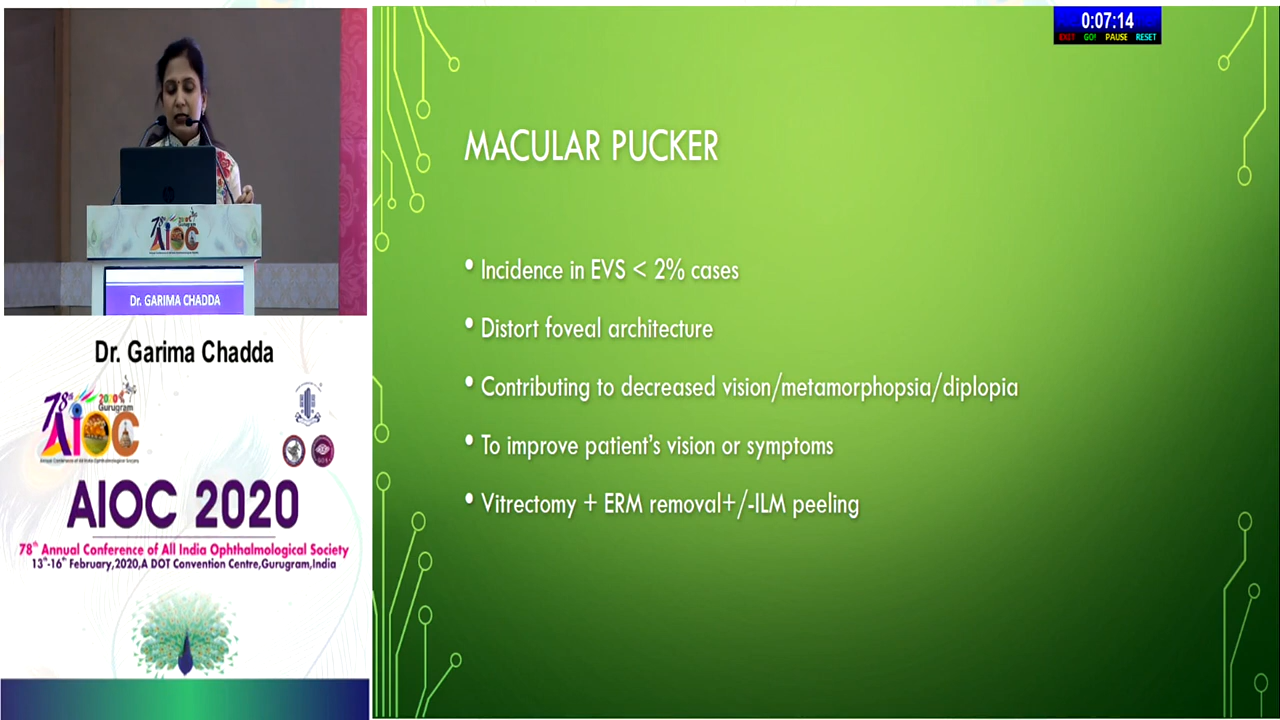 0:07:14
EXIT GO! PAUSE RESET
MACULAR PUCKER
• Incidence in EVS < 2% cases
• Distort foveal architecture
• Contributing to decreased vision/metamorphopsia/diplopia
• To improve patient's vision or symptoms
• Vitrectomy + ERM removal+/-ILM peeling
AIOC
Dr. GARIMA CHADDA
Dr. Garima Chadda
78th 2020
Gurugram
AIOC
AIOC 2020
78th Annual Conference of All India Ophthalmological Society
13th-16th February,2020,A DOT Convention Centre,Gurugram,India